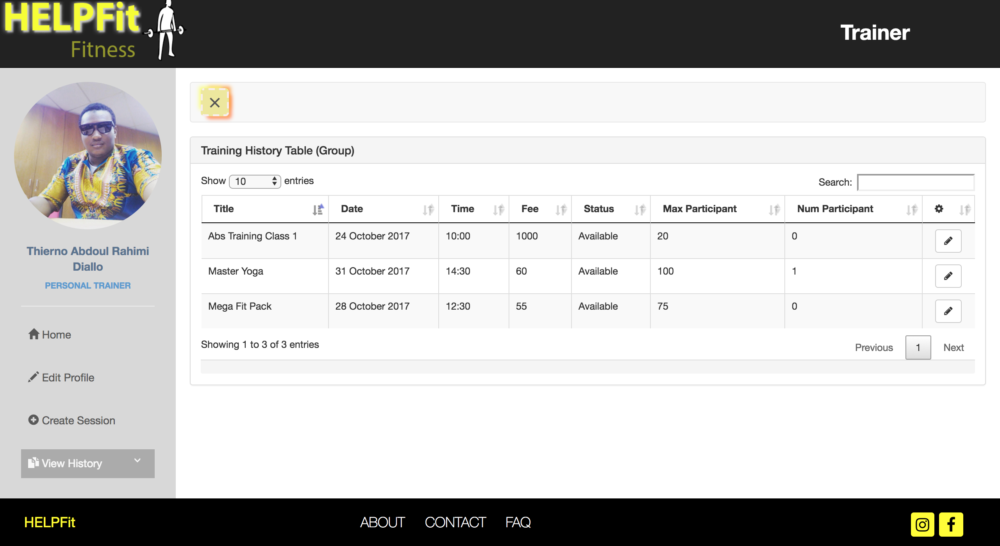 HELPFit
Fitness
Trainer
Thierno Abdoul Rahimi
Diallo
PERSONAL TRAINER
Home
Edit Profile
Create Session
View History
Training History Table (Group)
Show 10 entries
Search:
Title Date Time Fee Status Max Participant Num Participant
Abs Training Class 1 24 October 2017 10:00 1000 Available 20 0
Master Yoga 31 October 2017 14:30 60 Available 100 1
Mega Fit Pack 28 October 2017 12:30 55 Available 75 0
Showing 1 to 3 of 3 entries
Previous 1 Next
HELPFit
ABOUT CONTACT FAQ